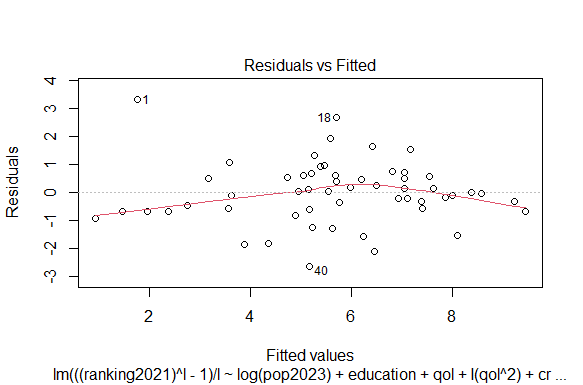 Residuals vs Fitted
Residuals
4
3
2
1
0
-1
-2
-3
1
18
40
2 4 6 8
Fitted values
lm(((ranking2021)^l - 1)/l ~ log(pop2023) + education + qol + I(qol^2) + cr ...